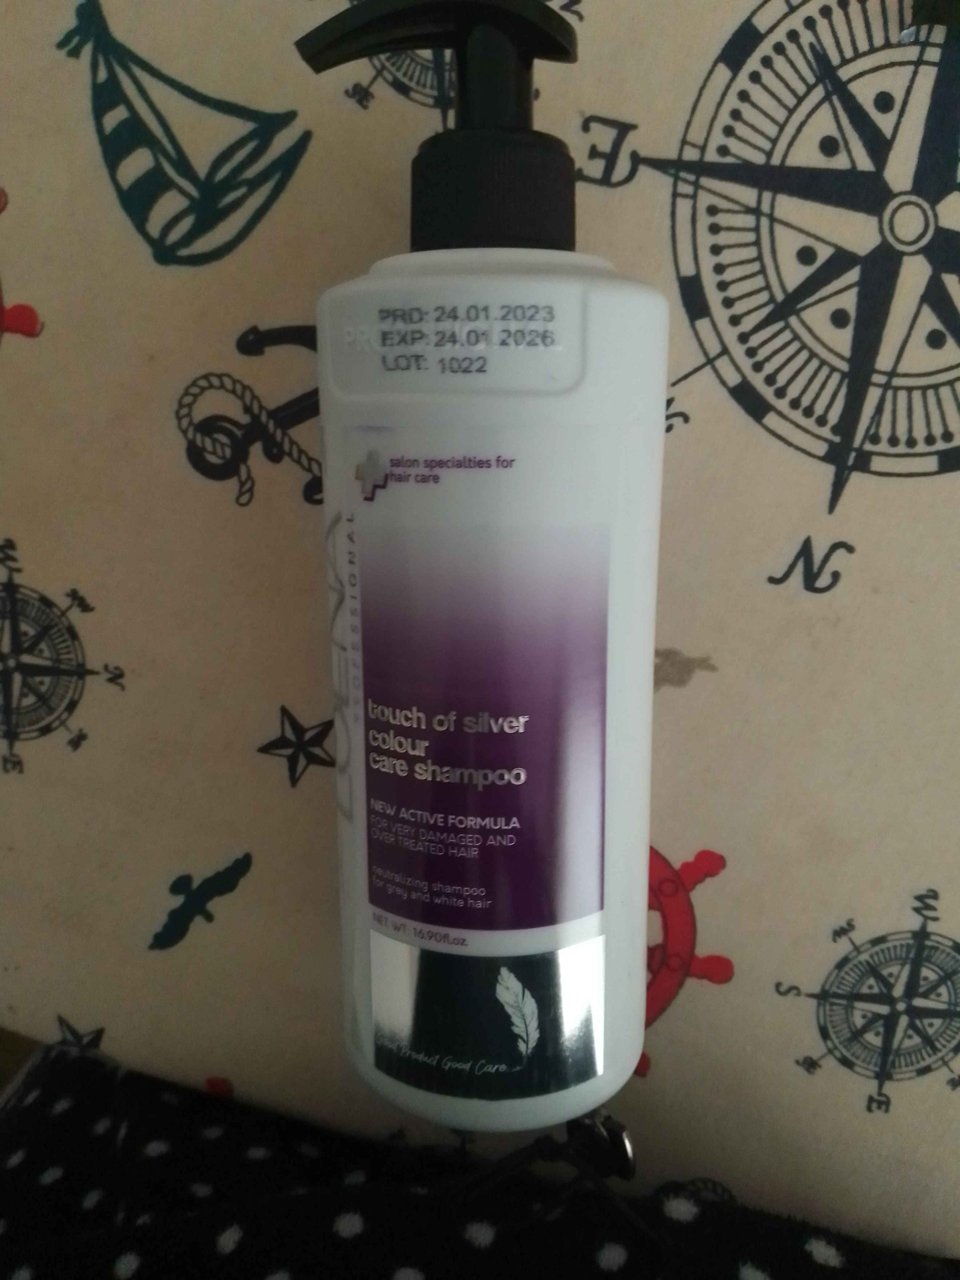 PRD: 24.01.2023
EXP: 24.01.2026
LOT: 1022
salon specialties for
hair care
PROFESSIONAL
touch of silver
colour
care shampoo
NEW ACTIVE FORMULA
FOR VERY DAMAGED AND
OVER TREATED HAIR
neutralizing shampoo
for grey and white hair
NET WT: 16.90fl.oz.
Product Good Care
E
N
N
W
E
W
S
E